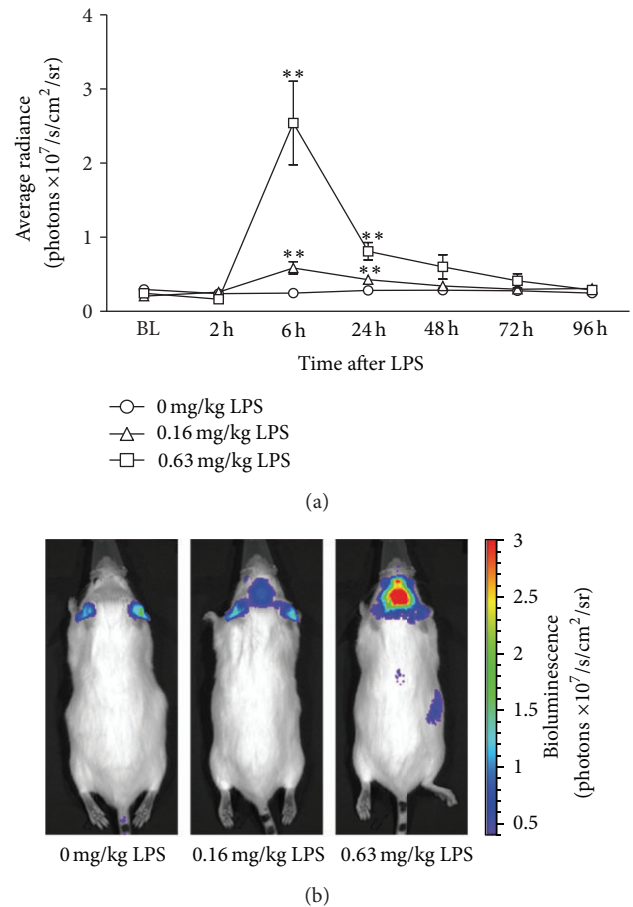 4
3
2
1
0
Average radiance
(photons ×10⁷/s/cm²/sr)
**
**
**
**
BL 2 h 6 h 24 h 48 h 72 h 96 h
Time after LPS
0 mg/kg LPS
0.16 mg/kg LPS
0.63 mg/kg LPS
(a)
3
2.5
2
1.5
1
0.5
Bioluminescence
(photons ×10⁷/s/cm²/sr)
0 mg/kg LPS 0.16 mg/kg LPS 0.63 mg/kg LPS
(b)